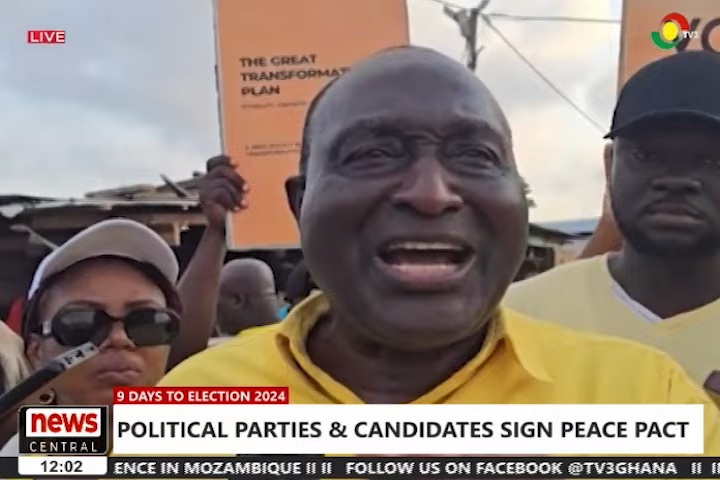 LIVE
THE GREAT
TRANSFORMAT
PLAN
TV3
9 DAYS TO ELECTION 2024
news
CENTRAL
POLITICAL PARTIES & CANDIDATES SIGN PEACE PACT
12:02
ENCE IN MOZAMBIQUE II II FOLLOW US ON FACEBOOK @TV3GHANA II II